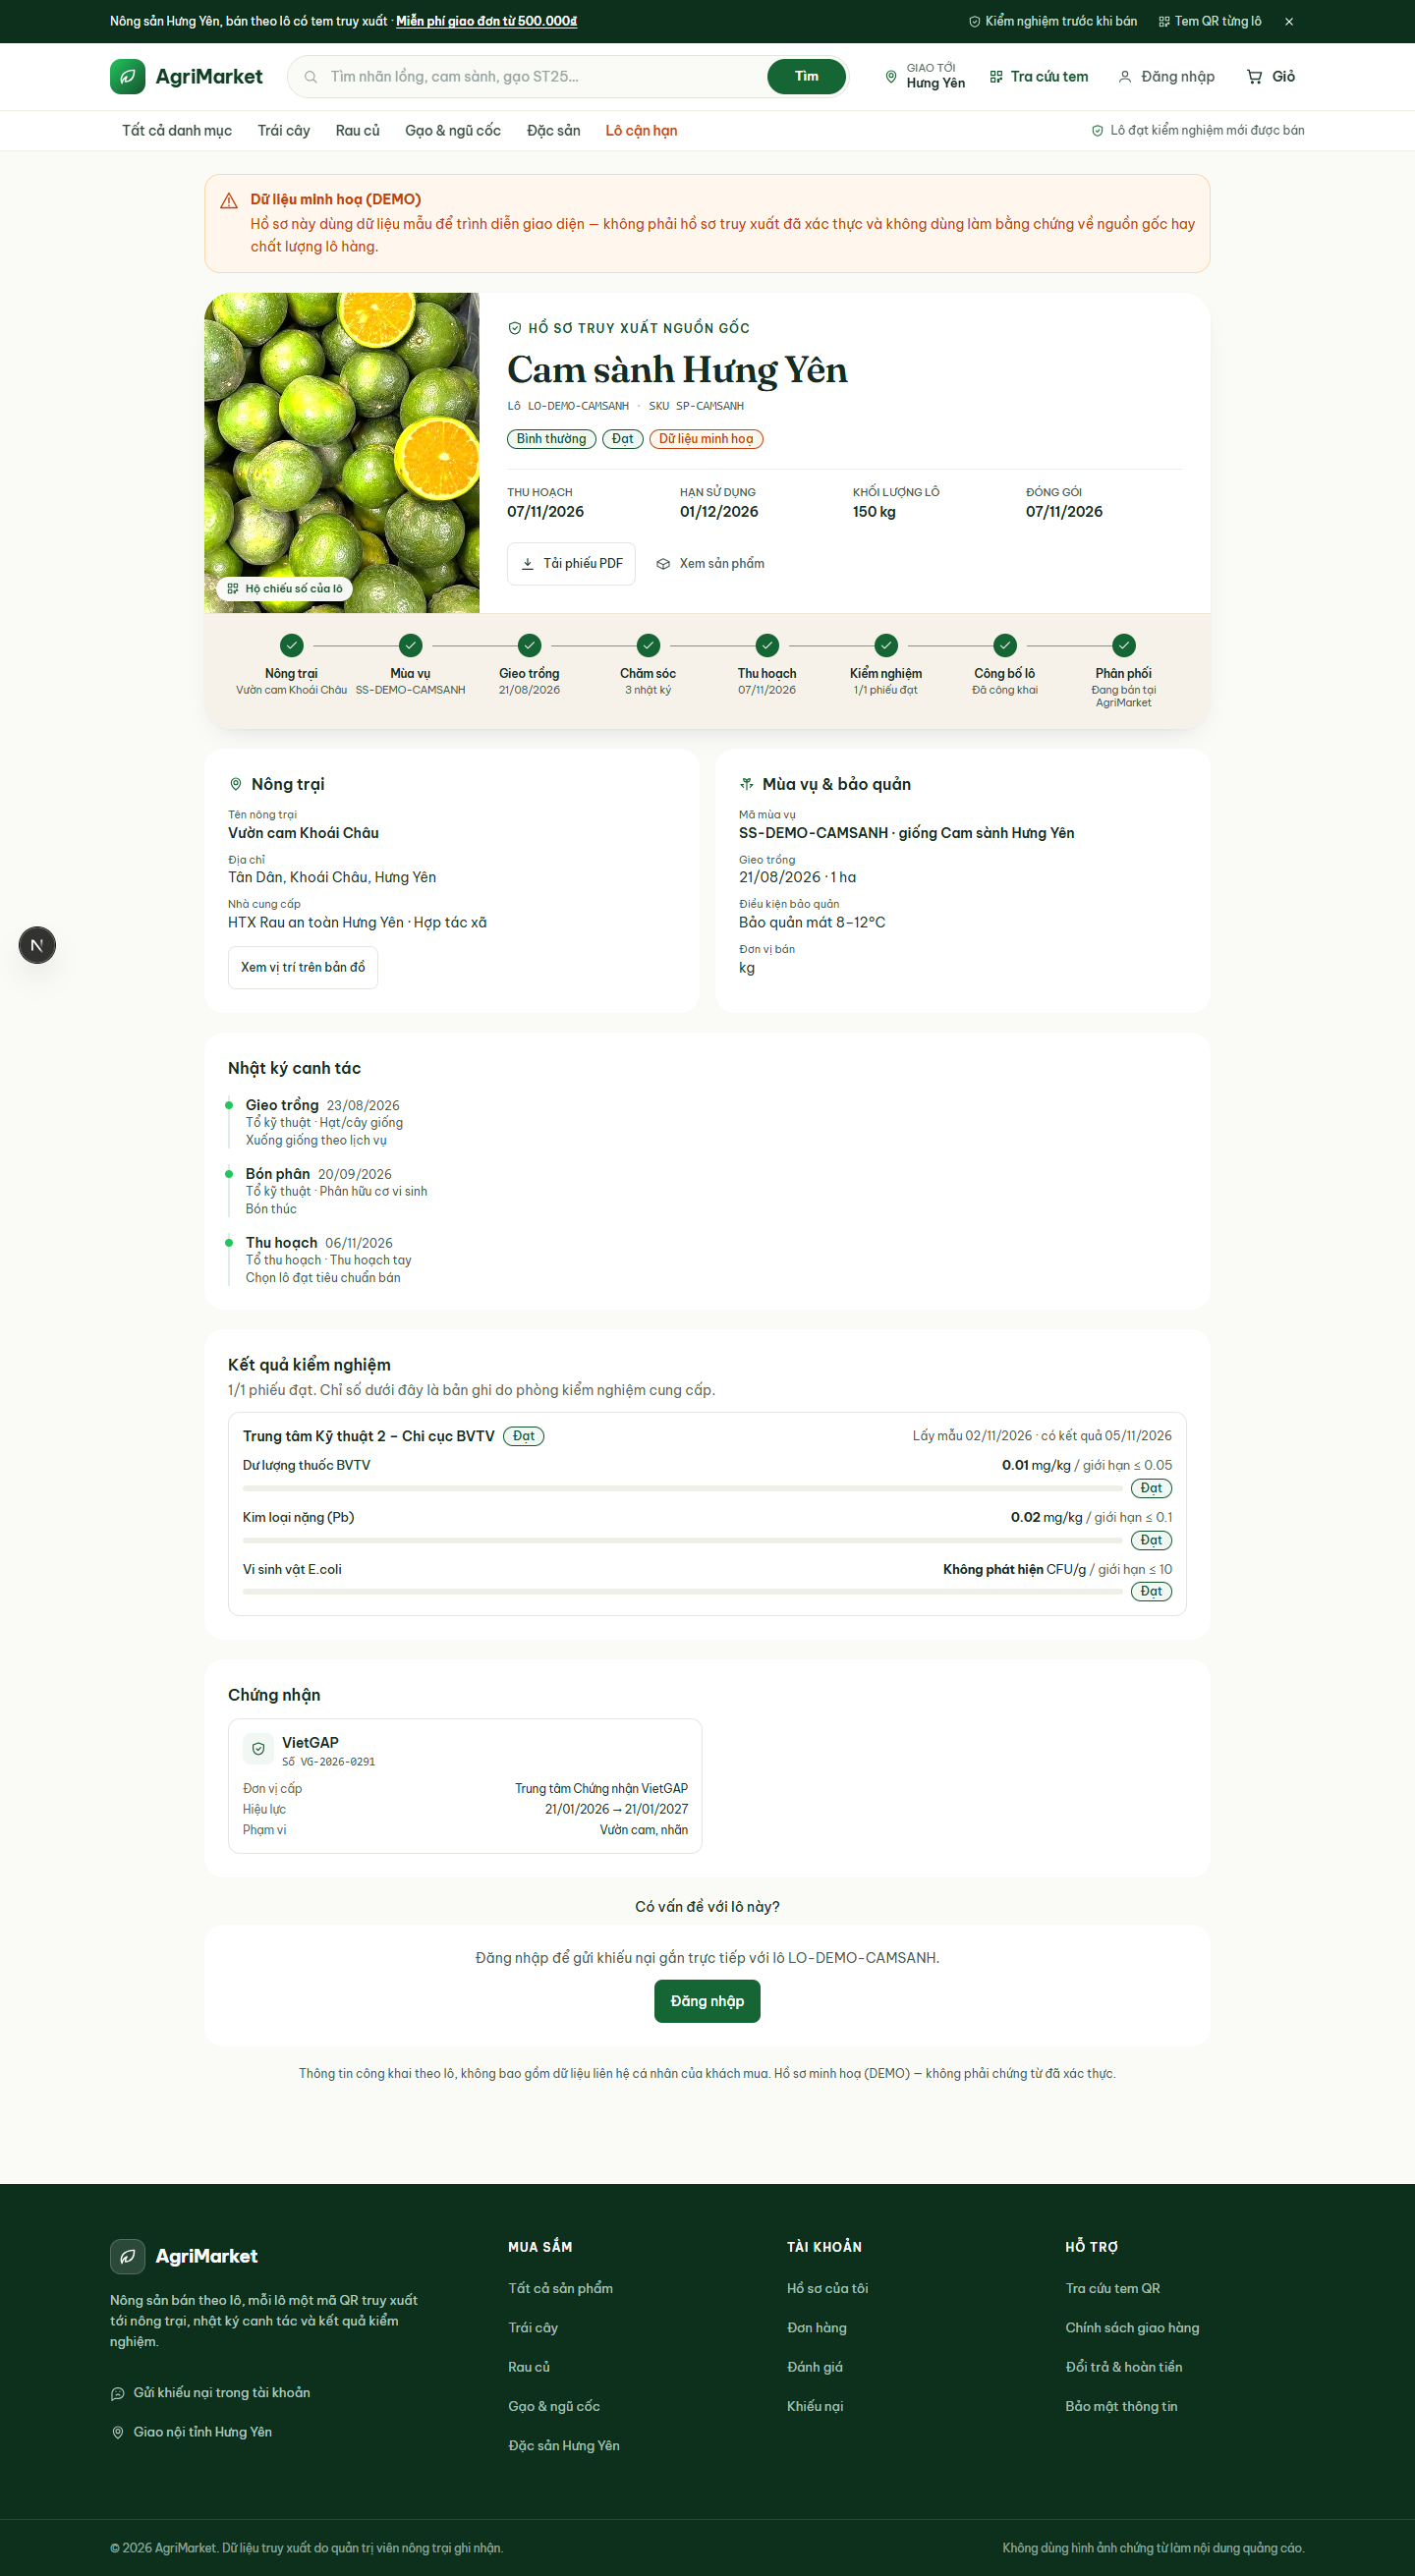 Nông sản Hưng Yên, bán theo lô có tem truy xuất · Miễn phí giao đơn từ 500.000₫
Kiểm nghiệm trước khi bán
Tem QR từng lô
AgriMarket
Tìm nhãn lồng, cam sành, gạo ST25...
Tìm
GIAO TỚI
Hưng Yên
Tra cứu tem
Đăng nhập
Giỏ
Tất cả danh mục
Trái cây
Rau củ
Gạo & ngũ cốc
Đặc sản
Lô cận hạn
Lô đạt kiểm nghiệm mới được bán
Dữ liệu minh hoạ (DEMO)
Hồ sơ này dùng dữ liệu mẫu để trình diễn giao diện — không phải hồ sơ truy xuất đã xác thực và không dùng làm bằng chứng về nguồn gốc hay
chất lượng lô hàng.
HỒ SƠ TRUY XUẤT NGUỒN GỐC
Cam sành Hưng Yên
Lô LO-DEMO-CAMSANH · SKU SP-CAMSANH
Bình thường
Đạt
Dữ liệu minh hoạ
THU HOẠCH
07/11/2026
HẠN SỬ DỤNG
01/12/2026
KHỐI LƯỢNG LÔ
150 kg
ĐÓNG GÓI
07/11/2026
Tải phiếu PDF
Xem sản phẩm
Hộ chiếu số của lô
Nông trại
Vườn cam Khoái Châu
Mùa vụ
SS-DEMO-CAMSANH
Gieo trồng
21/08/2026
Chăm sóc
3 nhật ký
Thu hoạch
07/11/2026
Kiểm nghiệm
1/1 phiếu đạt
Công bố lô
Đã công khai
Phân phối
Đang bán tại
AgriMarket
Nông trại
Tên nông trại
Vườn cam Khoái Châu
Địa chỉ
Tân Dân, Khoái Châu, Hưng Yên
Nhà cung cấp
HTX Rau an toàn Hưng Yên · Hợp tác xã
Xem vị trí trên bản đồ
Mùa vụ & bảo quản
Mã mùa vụ
SS-DEMO-CAMSANH · giống Cam sành Hưng Yên
Gieo trồng
21/08/2026 · 1 ha
Điều kiện bảo quản
Bảo quản mát 8–12°C
Đơn vị bán
kg
Nhật ký canh tác
Gieo trồng 23/08/2026
Tổ kỹ thuật · Hạt/cây giống
Xuống giống theo lịch vụ
Bón phân 20/09/2026
Tổ kỹ thuật · Phân hữu cơ vi sinh
Bón thúc
Thu hoạch 06/11/2026
Tổ thu hoạch · Thu hoạch tay
Chọn lô đạt tiêu chuẩn bán
Kết quả kiểm nghiệm
1/1 phiếu đạt. Chỉ số dưới đây là bản ghi do phòng kiểm nghiệm cung cấp.
Trung tâm Kỹ thuật 2 – Chi cục BVTV Đạt
Lấy mẫu 02/11/2026 · có kết quả 05/11/2026
Dư lượng thuốc BVTV
0.01 mg/kg / giới hạn ≤ 0.05
Đạt
Kim loại nặng (Pb)
0.02 mg/kg / giới hạn ≤ 0.1
Đạt
Vi sinh vật E.coli
Không phát hiện CFU/g / giới hạn ≤ 10
Đạt
Chứng nhận
VietGAP
Số VG-2026-0291
Đơn vị cấp
Trung tâm Chứng nhận VietGAP
Hiệu lực
21/01/2026 → 21/01/2027
Phạm vi
Vườn cam, nhãn
Có vấn đề với lô này?
Đăng nhập để gửi khiếu nại gắn trực tiếp với lô LO-DEMO-CAMSANH.
Đăng nhập
Thông tin công khai theo lô, không bao gồm dữ liệu liên hệ cá nhân của khách mua. Hồ sơ minh hoạ (DEMO) — không phải chứng từ đã xác thực.
AgriMarket
Nông sản bán theo lô, mỗi lô một mã QR truy xuất
tới nông trại, nhật ký canh tác và kết quả kiểm
nghiệm.
Gửi khiếu nại trong tài khoản
Giao nội tỉnh Hưng Yên
MUA SẮM
Tất cả sản phẩm
Trái cây
Rau củ
Gạo & ngũ cốc
Đặc sản Hưng Yên
TÀI KHOẢN
Hồ sơ của tôi
Đơn hàng
Đánh giá
Khiếu nại
HỖ TRỢ
Tra cứu tem QR
Chính sách giao hàng
Đổi trả & hoàn tiền
Bảo mật thông tin
© 2026 AgriMarket. Dữ liệu truy xuất do quản trị viên nông trại ghi nhận.
Không dùng hình ảnh chứng từ làm nội dung quảng cáo.